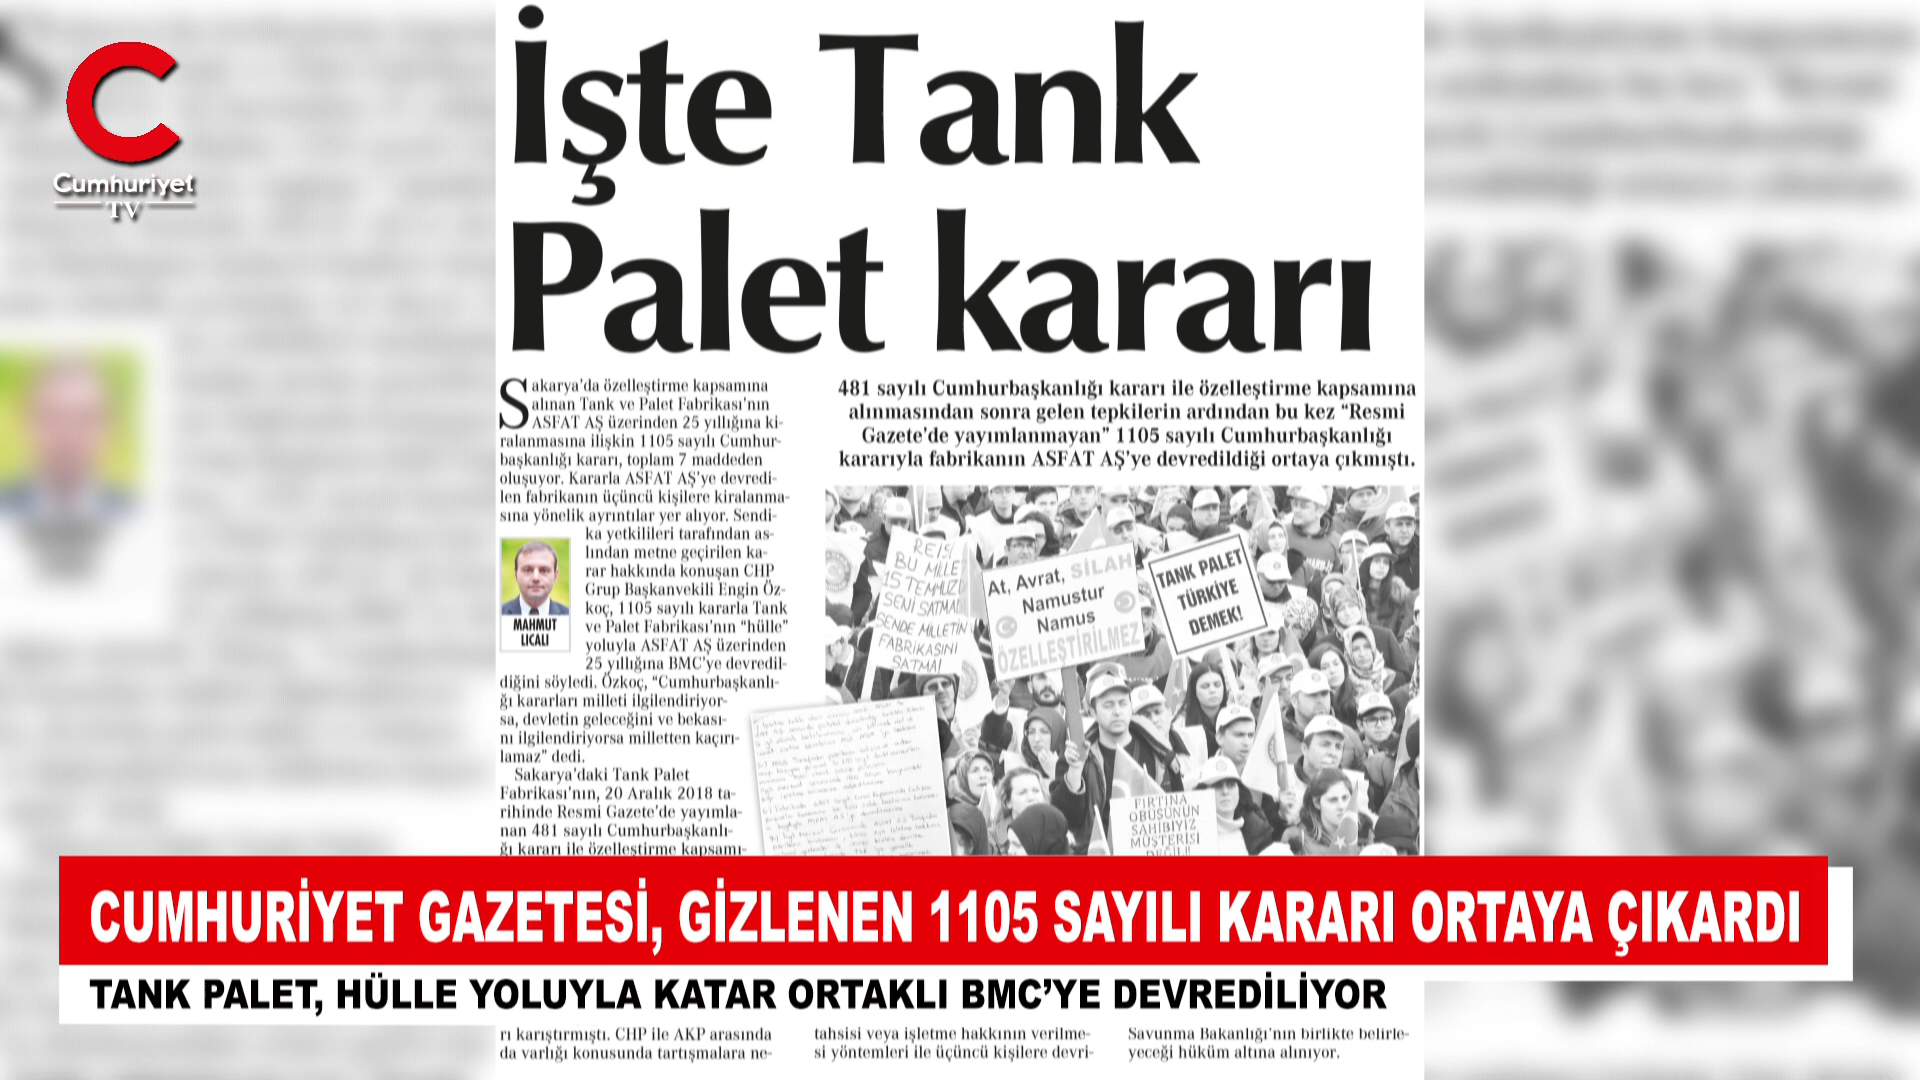 Cumhuriyet
TV
İşte Tank
Palet kararı
Sakarya’da özelleştirme kapsamına
alınan Tank ve Palet Fabrikası’nın
ASFAT AŞ üzerinden 25 yıllığına ki-
ralanmasına ilişkin 1105 sayılı Cumhur-
başkanlığı kararı, toplam 7 maddeden
oluşuyor. Kararla ASFAT AŞ’ye devredi-
len fabrikanın üçüncü kişilere kiralanma-
sına yönelik ayrıntılar yer alıyor. Sendi-
ka yetkilileri tarafından as-
lından metne geçirilen ka-
rar hakkında konuşan CHP
Grup Başkanvekili Engin Öz-
koç, 1105 sayılı kararla Tank
ve Palet Fabrikası’nın “hülle”
yoluyla ASFAT AŞ üzerinden
25 yıllığına BMC’ye devredil-
diğini söyledi. Özkoç, “Cumhurbaşkanlı-
ğı kararları milleti ilgilendiriyor-
sa, devletin geleceğini ve bekası-
nı ilgilendiriyorsa milletten kaçırı-
lamaz” dedi.
Sakarya’daki Tank Palet
Fabrikası’nın, 20 Aralık 2018 ta-
rihinde Resmi Gazete’de yayımla-
nan 481 sayılı Cumhurbaşkanlı-
ğı kararı ile özelleştirme kapsamı-
MAHMUT
LICALI
481 sayılı Cumhurbaşkanlığı kararı ile özelleştirme kapsamına
alınmasından sonra gelen tepkilerin ardından bu kez “Resmi
Gazete’de yayımlanmayan” 1105 sayılı Cumhurbaşkanlığı
kararıyla fabrikanın ASFAT AŞ’ye devredildiği ortaya çıkmıştı.
REİS!
BU MİLLET
15 TEMMUZ'DA
SENİ SATMADI
SENDE MİLLETİN
FABRİKASINI
SATMA!
At, Avrat, SİLAH
Namustur
Namus
ÖZELLEŞTİRİLMEZ
TANK PALET
TÜRKİYE
DEMEK!
FIRTINA
OBÜSÜNÜN
SAHİBİYİZ
MÜŞTERİSİ
DEĞİL!!
CUMHURİYET GAZETESİ, GİZLENEN 1105 SAYILI KARARI ORTAYA ÇIKARDI
TANK PALET, HÜLLE YOLUYLA KATAR ORTAKLI BMC’YE DEVREDİLİYOR
rı karıştırmıştı. CHP ile AKP arasında
da varlığı konusunda tartışmalara ne-
tahsisi veya işletme hakkının verilme-
si yöntemleri ile üçüncü kişilere devri-
Savunma Bakanlığı’nın birlikte belirle-
yeceği hüküm altına alınıyor.